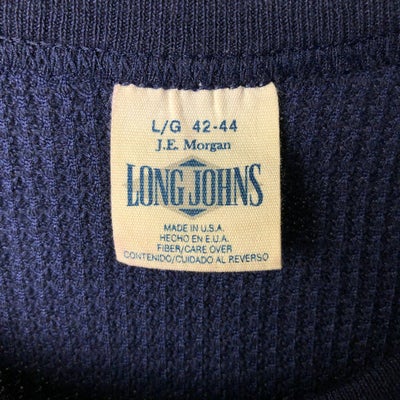 L/G 42-44
J.E. Morgan
LONG JOHNS
MADE IN U.S.A.
HECHO EN E.U.A.
FIBER/CARE OVER
CONTENIDO/CUIDADO AL REVERSO